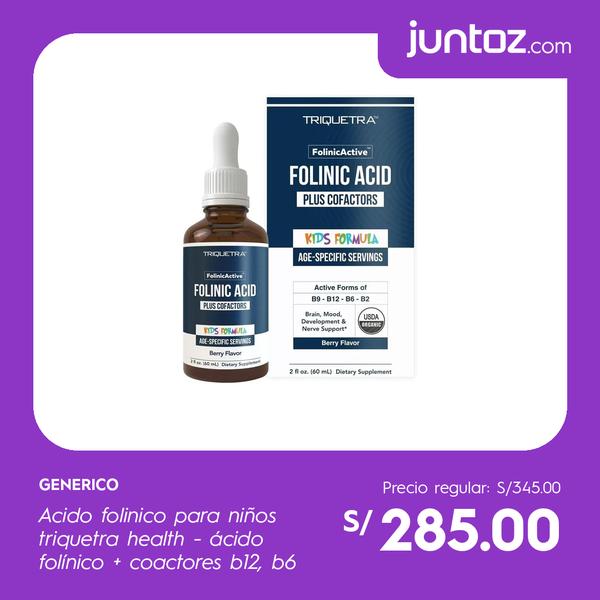 juntoz.com
TRIQUETRA™
FolinicActive™
FOLINIC ACID
PLUS COFACTORS
KIDS FORMULA
AGE-SPECIFIC SERVINGS
Active Forms of
B9 - B12 - B6 - B2
Brain, Mood,
Development &
Nerve Support*
USDA
ORGANIC
Berry Flavor
2 fl oz. (60 mL) Dietary Supplement
TRIQUETRA
FolinicActive
FOLINIC ACID
PLUS COFACTORS
KIDS FORMULA
AGE-SPECIFIC SERVINGS
Berry Flavor
2 fl oz. (60 mL) Dietary Supplement
GENERICO
Acido folinico para niños
triquetra health - ácido
folínico + coactores b12, b6
Precio regular: S/345.00
S/ 285.00